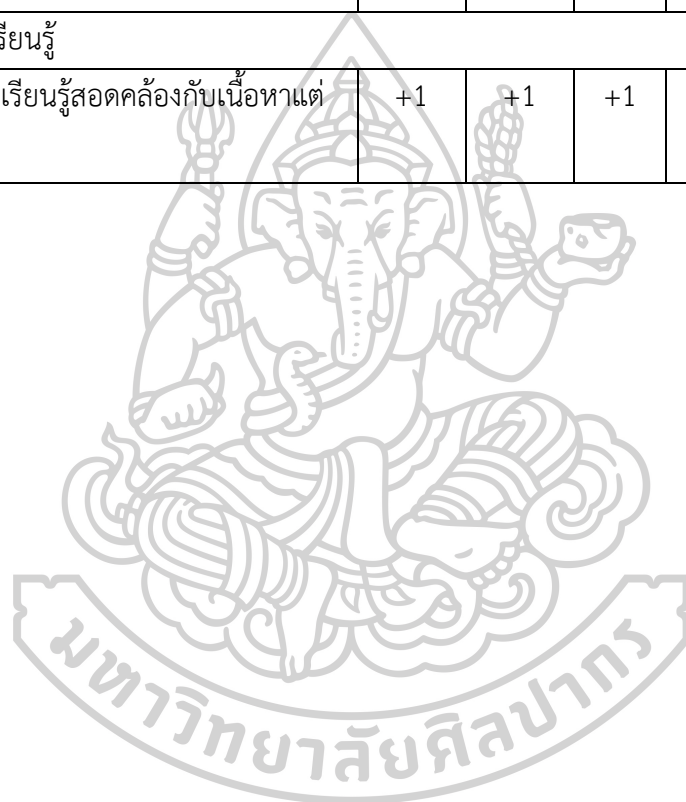 รียนรู้
เรียนรู้สอดคล้องกับเนื้อหาแต่ +1 +1 +1
มหาวิทยาลัยศิลปากร